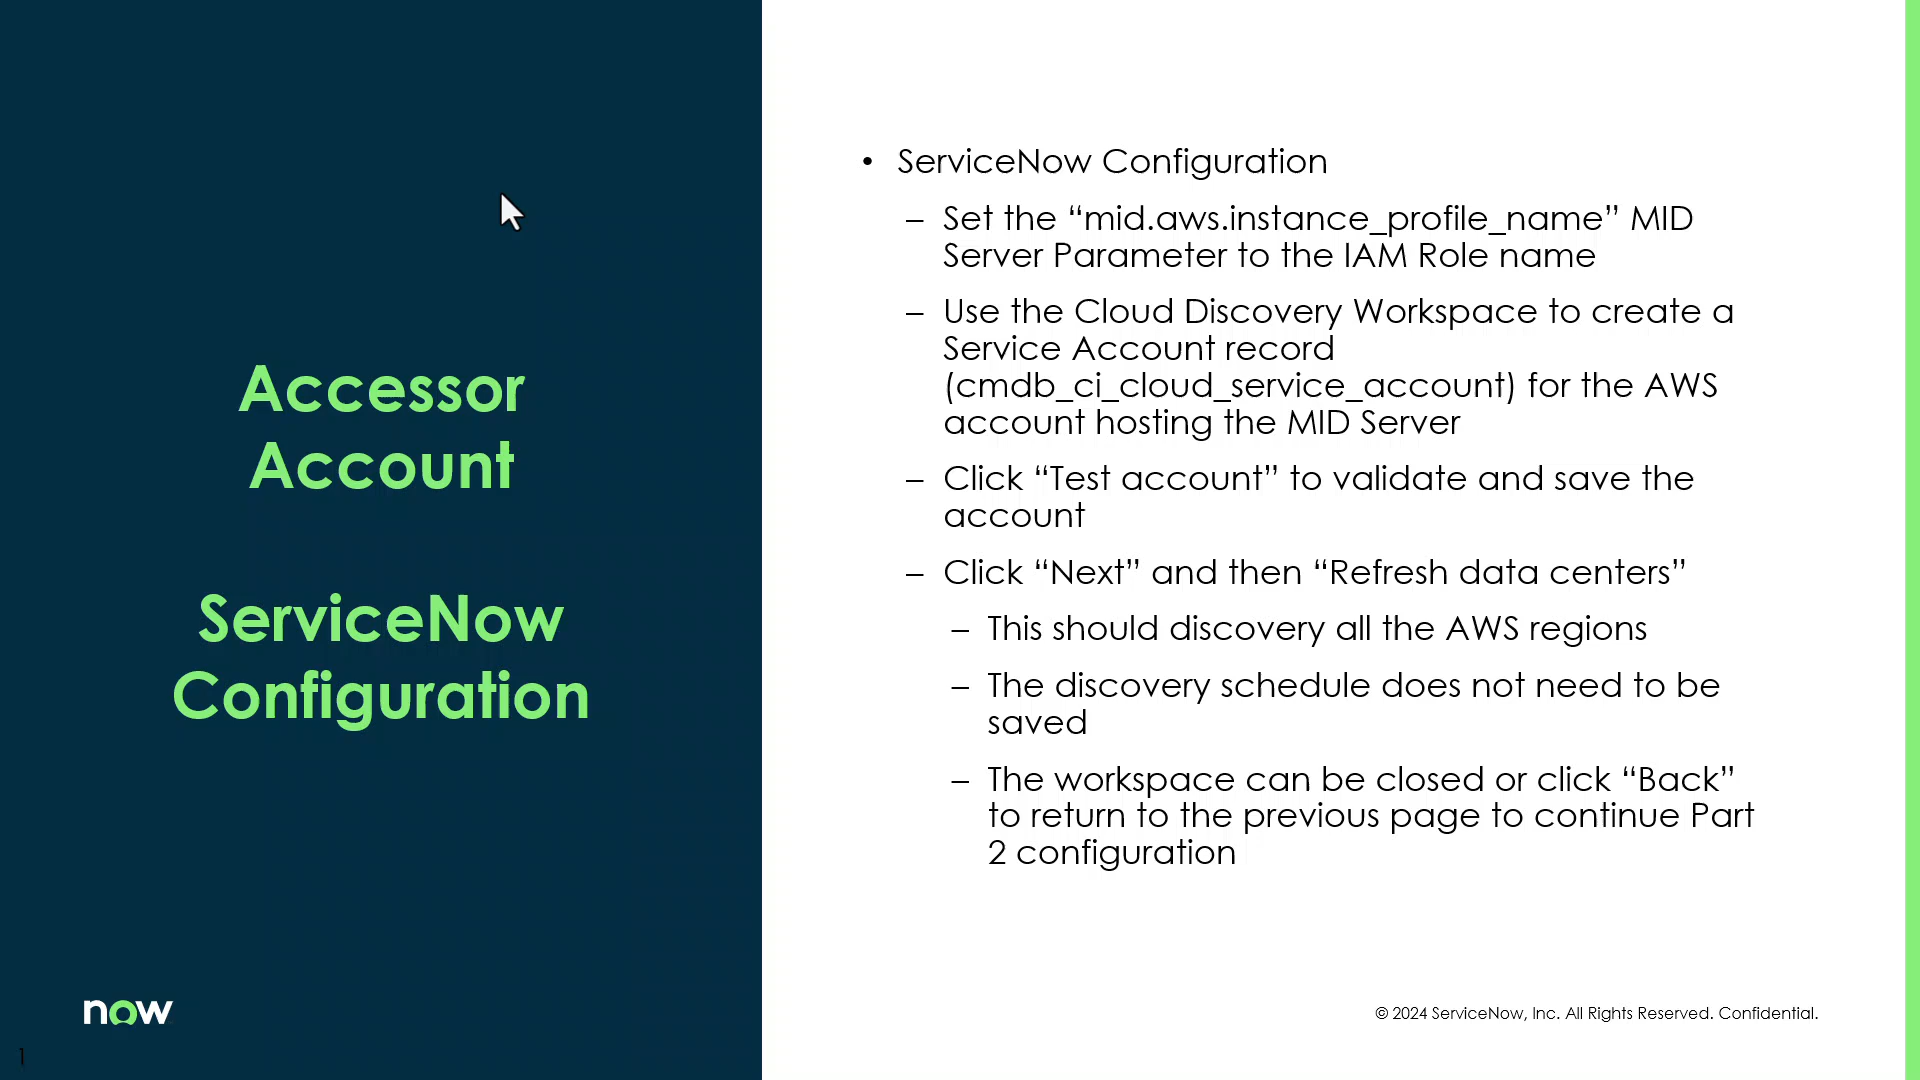 Accessor
Account
ServiceNow
Configuration
• ServiceNow Configuration
– Set the “mid.aws.instance_profile_name” MID
Server Parameter to the IAM Role name
– Use the Cloud Discovery Workspace to create a
Service Account record
(cmdb_ci_cloud_service_account) for the AWS
account hosting the MID Server
– Click “Test account” to validate and save the
account
– Click “Next” and then “Refresh data centers”
– This should discovery all the AWS regions
– The discovery schedule does not need to be
saved
– The workspace can be closed or click “Back”
to return to the previous page to continue Part
2 configuration
now
© 2024 ServiceNow, Inc. All Rights Reserved. Confidential.
1